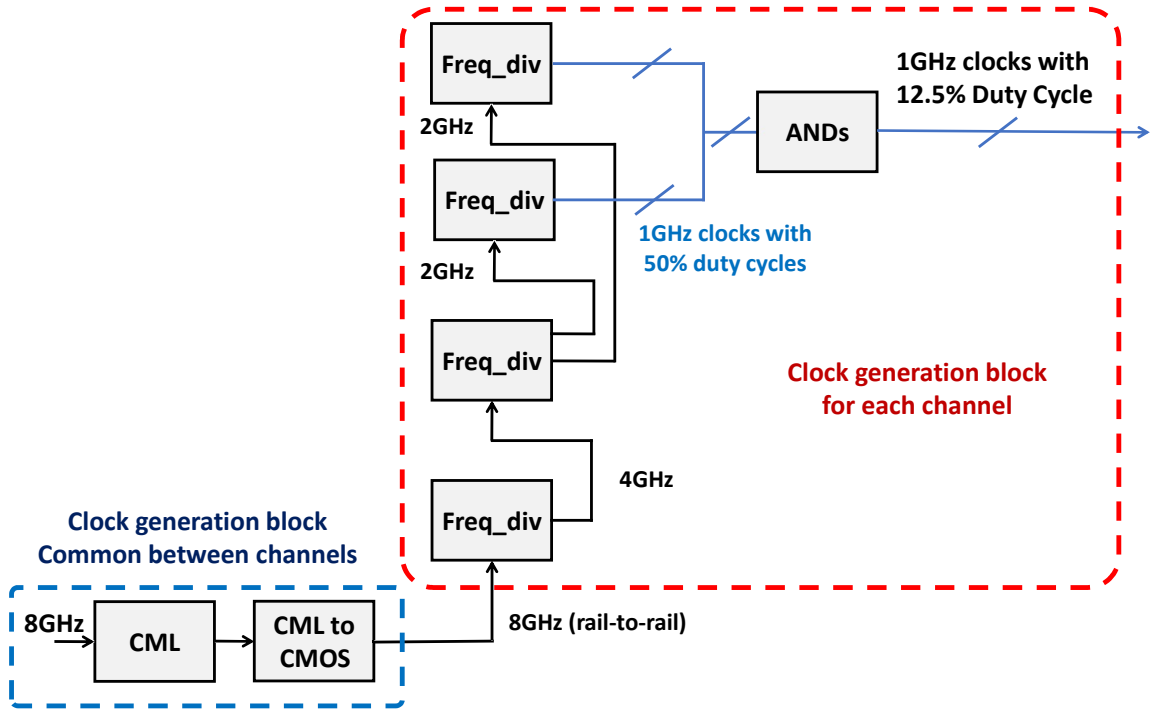 Freq_div
2GHz
1GHz clocks with
12.5% Duty Cycle
ANDs
Freq_div
1GHz clocks with
50% duty cycles
2GHz
Freq_div
Clock generation block
for each channel
4GHz
Freq_div
Clock generation block
Common between channels
8GHz
CML
CML to
CMOS
8GHz (rail-to-rail)